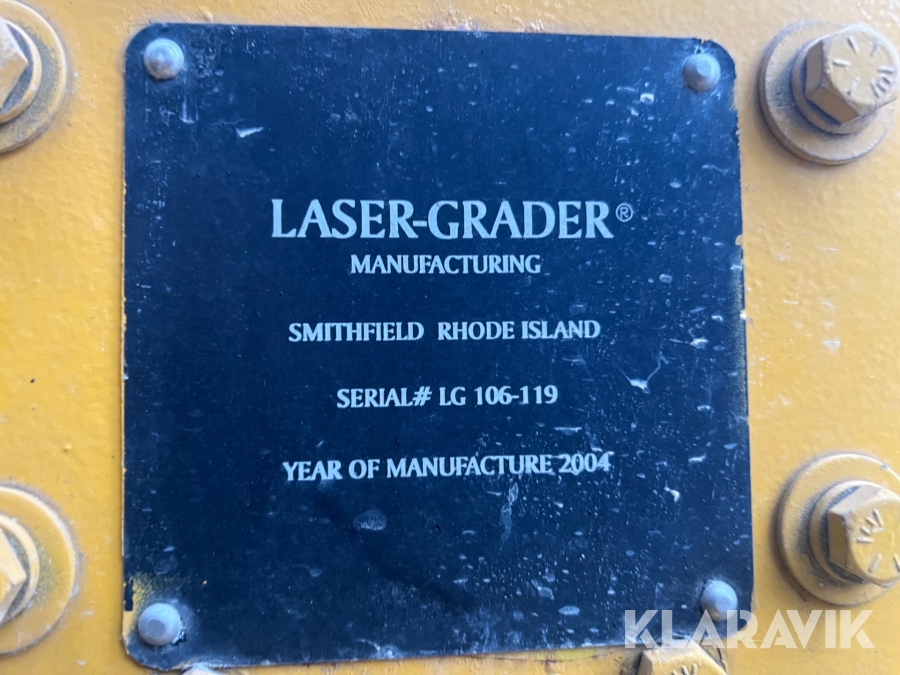 LASER-GRADER®
MANUFACTURING
SMITHFIELD RHODE ISLAND
SERIAL# LG 106-119
YEAR OF MANUFACTURE 2004
KLARAVIK